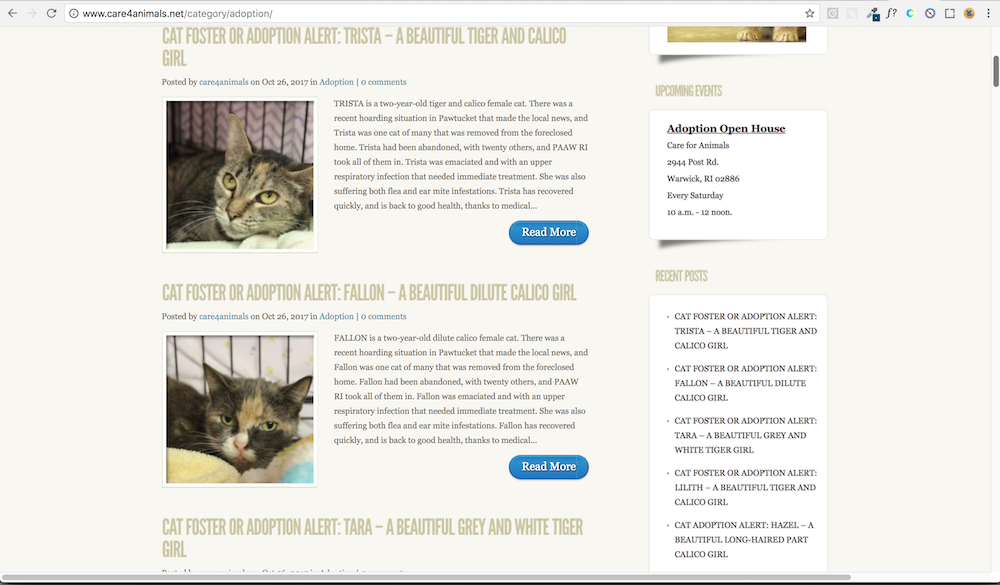 www.care4animals.net/category/adoption/
f?
CAT FOSTER OR ADOPTION ALERT: TRISTA – A BEAUTIFUL TIGER AND CALICO
GIRL
Posted by care4animals on Oct 26, 2017 in Adoption | 0 comments
TRISTA is a two-year-old tiger and calico female cat. There was a
recent hoarding situation in Pawtucket that made the local news, and
Trista was one cat of many that was removed from the foreclosed
home. Trista had been abandoned, with twenty others, and PAAW RI
took all of them in. Trista was emaciated and with an upper
respiratory infection that needed immediate treatment. She was also
suffering both flea and ear mite infestations. Trista has recovered
quickly, and is back to good health, thanks to medical...
Read More
CAT FOSTER OR ADOPTION ALERT: FALLON – A BEAUTIFUL DILUTE CALICO GIRL
Posted by care4animals on Oct 26, 2017 in Adoption | 0 comments
FALLON is a two-year-old dilute calico female cat. There was a
recent hoarding situation in Pawtucket that made the local news, and
Fallon was one cat of many that was removed from the foreclosed
home. Fallon had been abandoned, with twenty others, and PAAW
RI took all of them in. Fallon was emaciated and with an upper
respiratory infection that needed immediate treatment. She was also
suffering both flea and ear mite infestations. Fallon has recovered
quickly, and is back to good health, thanks to medical...
Read More
CAT FOSTER OR ADOPTION ALERT: TARA – A BEAUTIFUL GREY AND WHITE TIGER
GIRL
UPCOMING EVENTS
Adoption Open House
Care for Animals
2944 Post Rd.
Warwick, RI 02886
Every Saturday
10 a.m. - 12 noon.
RECENT POSTS
CAT FOSTER OR ADOPTION ALERT:
TRISTA – A BEAUTIFUL TIGER AND
CALICO GIRL
CAT FOSTER OR ADOPTION ALERT:
FALLON – A BEAUTIFUL DILUTE
CALICO GIRL
CAT FOSTER OR ADOPTION ALERT:
TARA – A BEAUTIFUL GREY AND
WHITE TIGER GIRL
CAT FOSTER OR ADOPTION ALERT:
LILITH – A BEAUTIFUL TIGER AND
CALICO GIRL
CAT ADOPTION ALERT: HAZEL – A
BEAUTIFUL LONG-HAIRED PART
CALICO GIRL